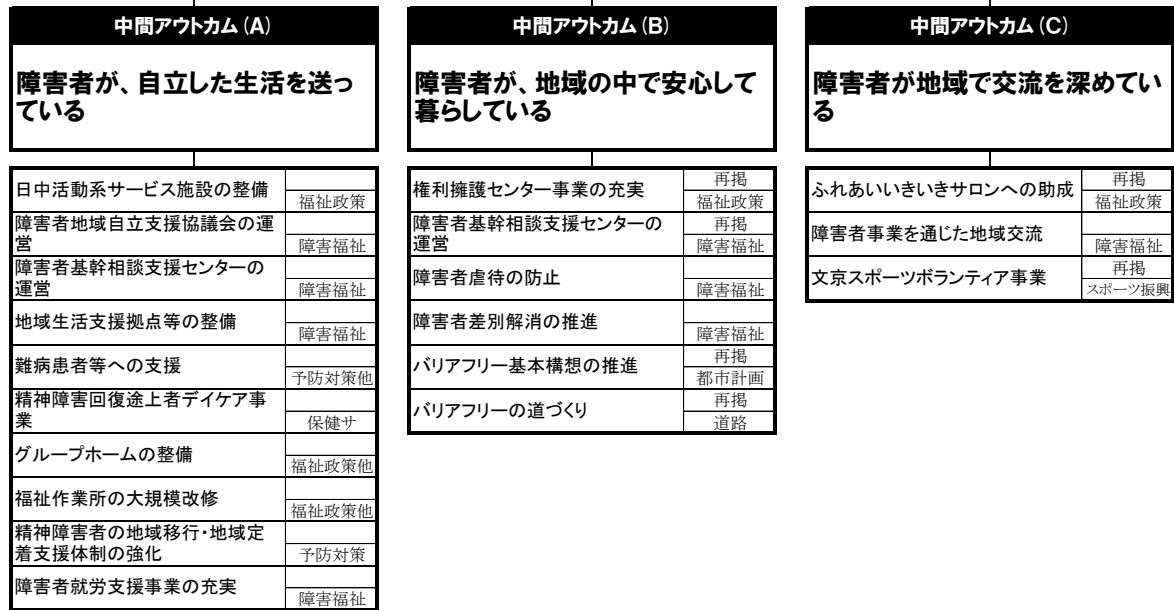 中間アウトカム（A）
障害者が、自立した生活を送っ
ている
日中活動系サービス施設の整備
福祉政策
障害者地域自立支援協議会の運
営
障害福祉
障害者基幹相談支援センターの
運営
障害福祉
地域生活支援拠点等の整備
障害福祉
難病患者等への支援
予防対策他
精神障害回復途上者デイケア事
業
保健サ
グループホームの整備
福祉政策他
福祉作業所の大規模改修
福祉政策他
精神障害者の地域移行・地域定
着支援体制の強化
予防対策
障害者就労支援事業の充実
障害福祉
中間アウトカム（B）
障害者が、地域の中で安心して
暮らしている
権利擁護センター事業の充実
再掲
福祉政策
障害者基幹相談支援センターの
運営
再掲
障害福祉
障害者虐待の防止
障害福祉
障害者差別解消の推進
障害福祉
バリアフリー基本構想の推進
再掲
都市計画
バリアフリーの道づくり
再掲
道路
中間アウトカム（C）
障害者が地域で交流を深めてい
る
ふれあいいきいきサロンへの助成
再掲
福祉政策
障害者事業を通じた地域交流
障害福祉
文京スポーツボランティア事業
再掲
スポーツ振興